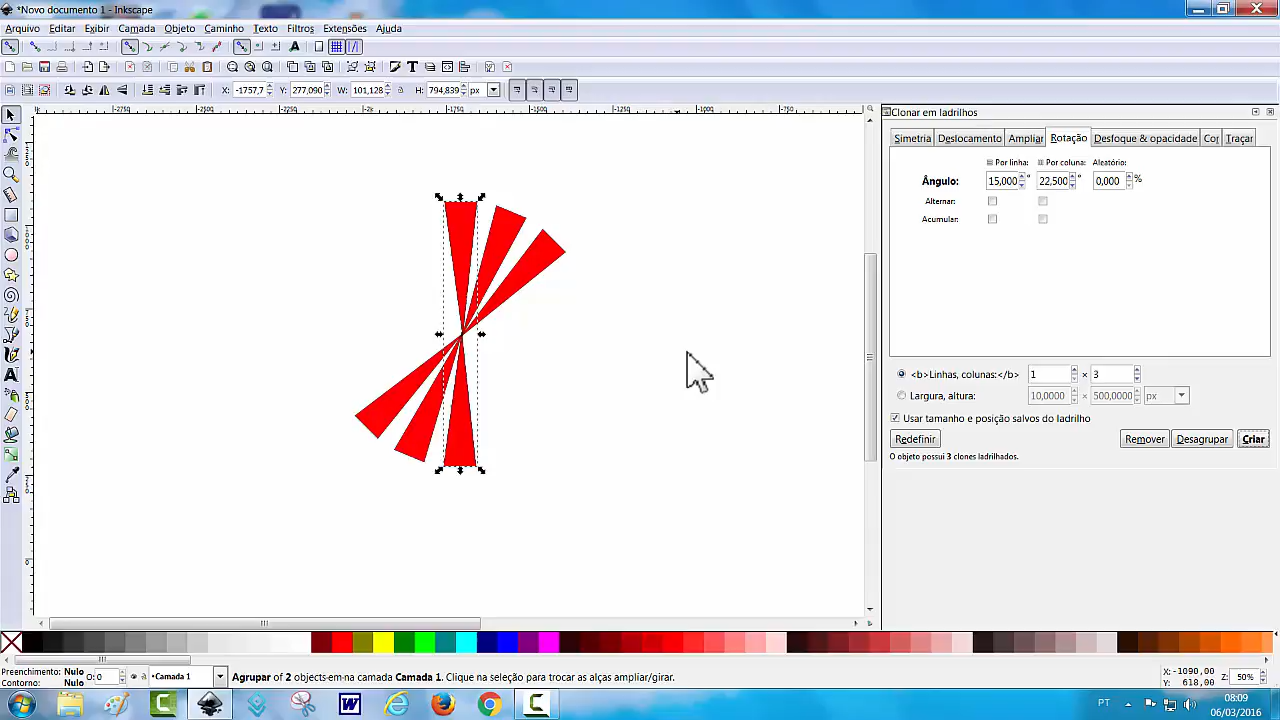 *Novo documento 1 - Inkscape
Arquivo Editar Exibir Camada Objeto Caminho Texto Filtros Extensões Ajuda
X: -1757,7 Y: 277,090 W: 101,128 H: 794,839 px
Clonar em ladrilhos
Simetria Deslocamento Ampliar Rotação Desfoque & opacidade Cor Traçar
Por linha: Por coluna: Aleatório:
Ângulo: 15,000 ° 22,500 ° 0,000 %
Alternar:
Acumular:
<b>Linhas, colunas:</b> 1 × 3
Largura, altura: 10,0000 × 500,0000 px
Usar tamanho e posição salvos do ladrilho
Redefinir Remover Desagrupar Criar
O objeto possui 3 clones ladrilhados.
Preenchimento: Nulo
Contorno: Nulo
O: 0
Camada 1
Agrupar of 2 objects-em-na camada Camada 1. Clique na seleção para trocar as alças ampliar/girar.
X: -1090,00
Y: 618,00
Z: 50%
PT
08:09
06/03/2016